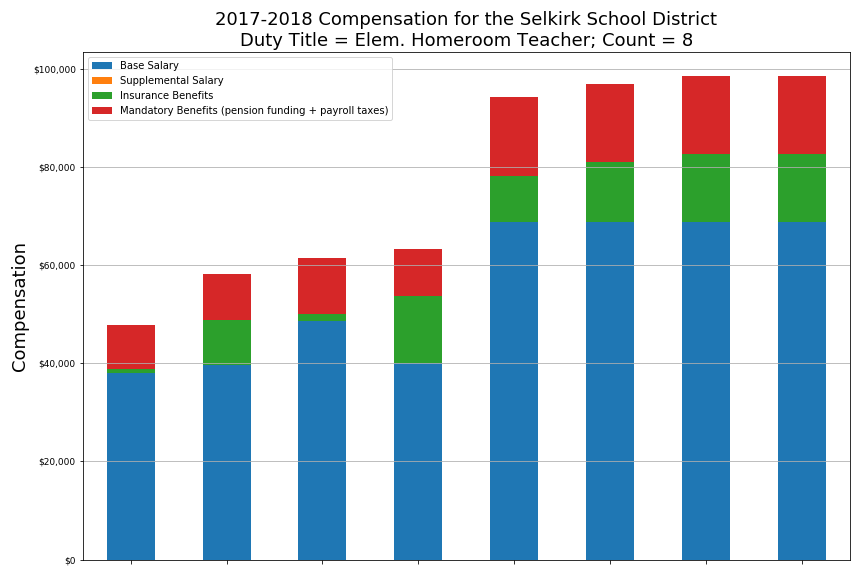 2017-2018 Compensation for the Selkirk School District
Duty Title = Elem. Homeroom Teacher; Count = 8
Base Salary
Supplemental Salary
Insurance Benefits
Mandatory Benefits (pension funding + payroll taxes)
$100,000
$80,000
$60,000
$40,000
$20,000
$0
Compensation